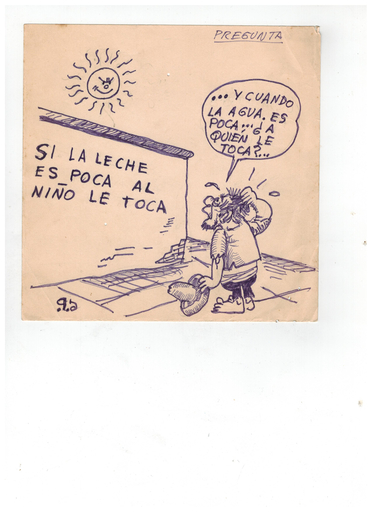 PREGUNTA
... Y CUANDO
LA AGUA. ES
POCA... ¿A
QUIEN LE
TOCA?...
SI LA LECHE
ES POCA AL
NIÑO LE TOCA